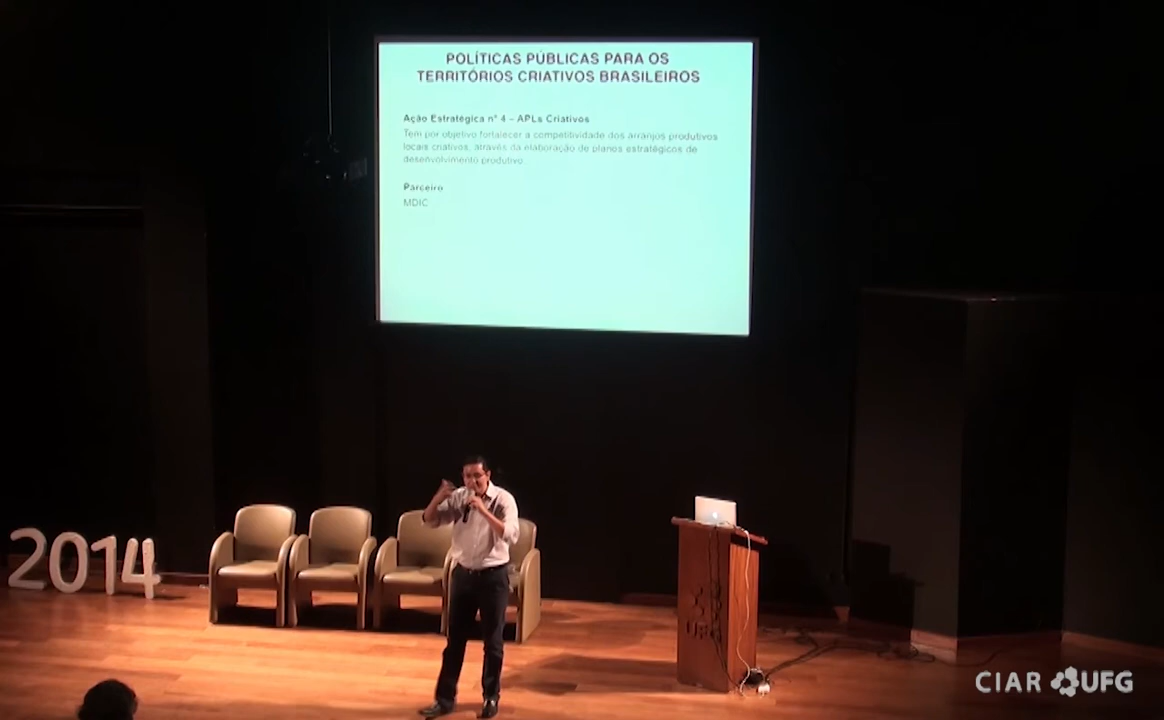 POLÍTICAS PÚBLICAS PARA OS
TERRITÓRIOS CRIATIVOS BRASILEIROS
Ação Estratégica n° 4 – APLs Criativos
Tem por objetivo fortalecer a competitividade dos arranjos produtivos
locais criativos, através da elaboração de planos estratégicos de
desenvolvimento produtivo.
Parceiro
MDIC
2014
UFG
CIAR UFG